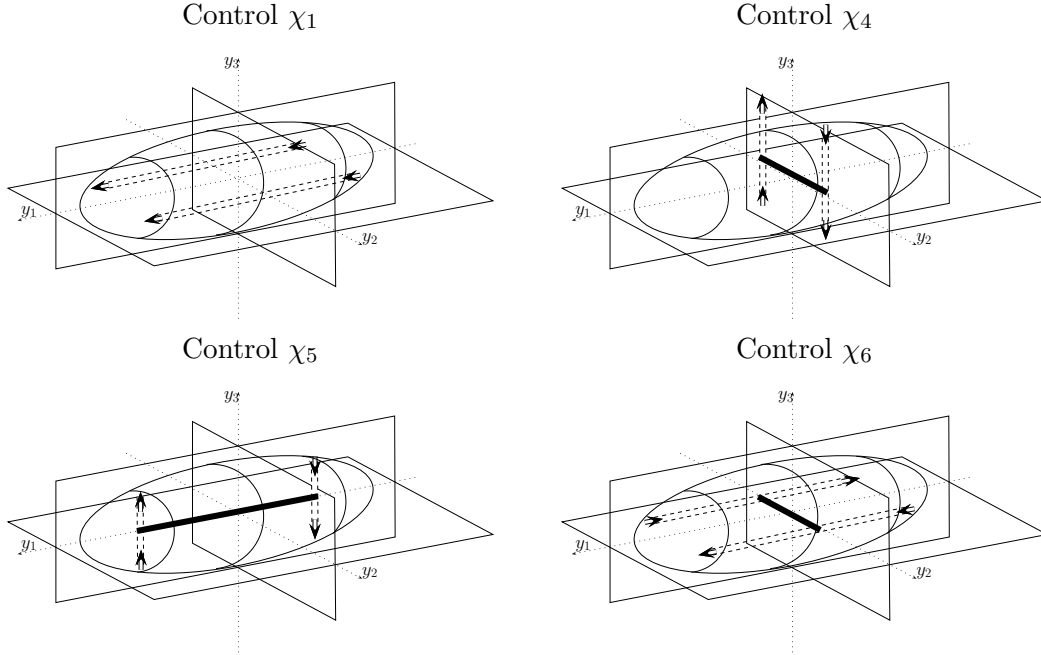 Control χ₁
Control χ₄
y₃
y₃
y₁
y₂
y₁
y₂
Control χ₅
Control χ₆
y₃
y₃
y₁
y₂
y₁
y₂